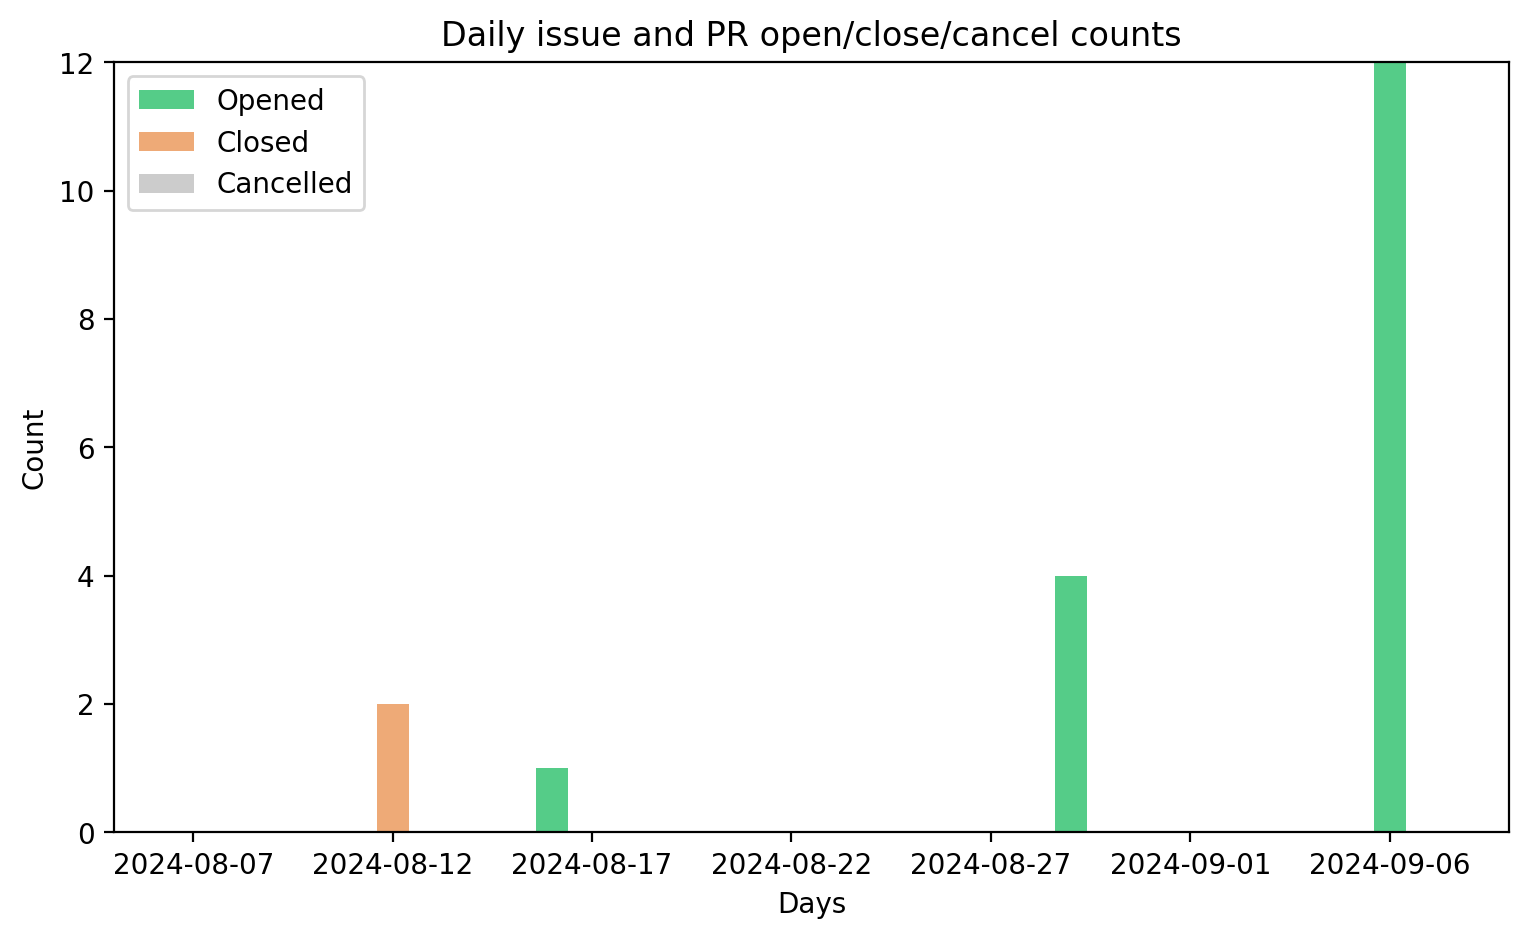 Daily issue and PR open/close/cancel counts
12
10
8
6
4
2
0
Count
Opened
Closed
Cancelled
2024-08-07 2024-08-12 2024-08-17 2024-08-22 2024-08-27 2024-09-01 2024-09-06
Days